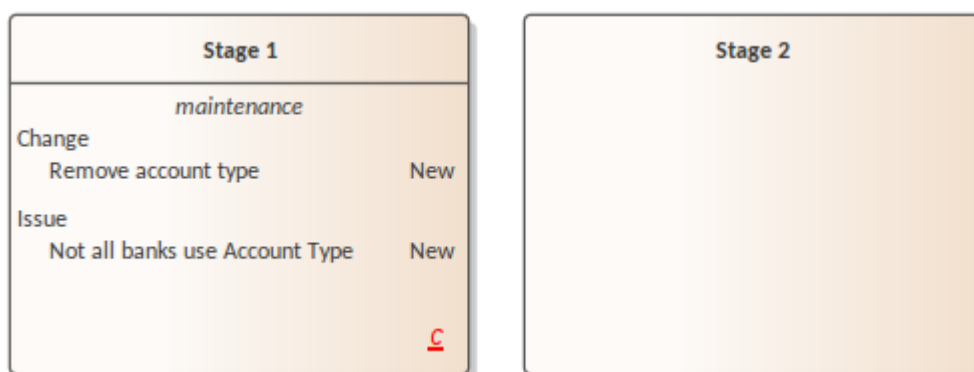 Stage 1
maintenance
Change
Remove account type New
Issue
Not all banks use Account Type New
C
Stage 2